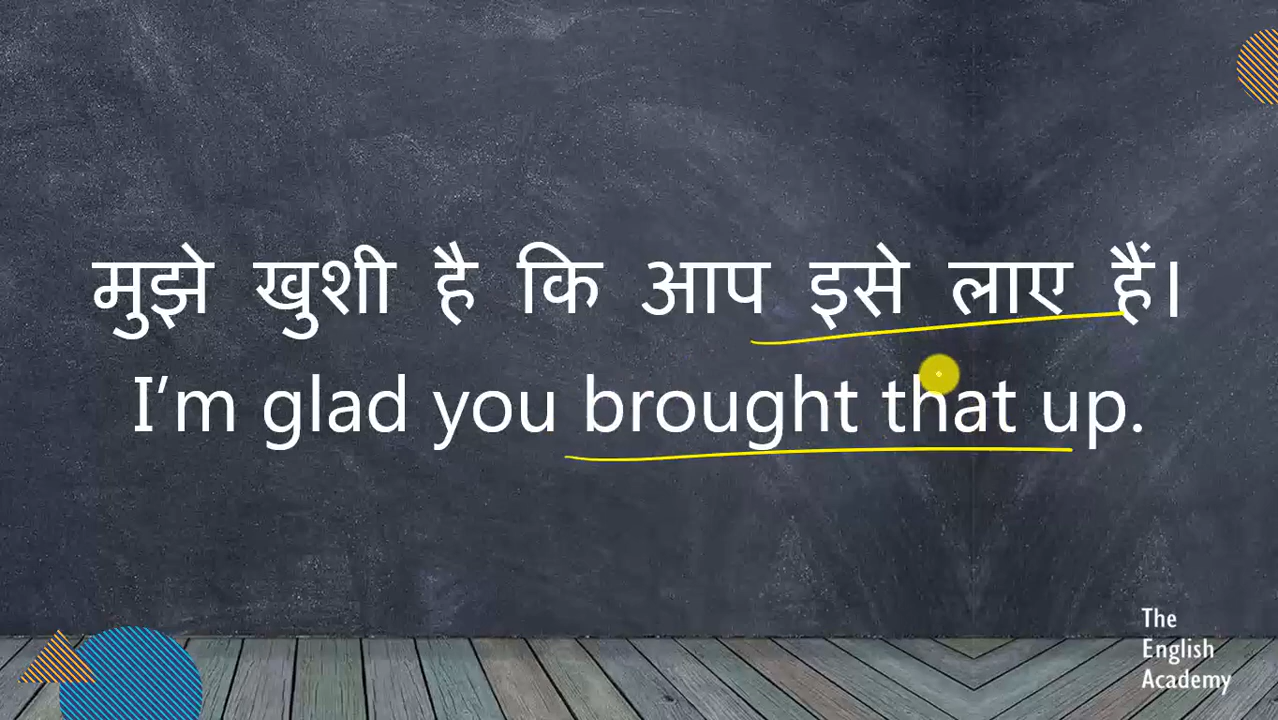 मुझे खुशी है कि आप इसे लाए हैं।
I’m glad you brought that up.
The
English
Academy